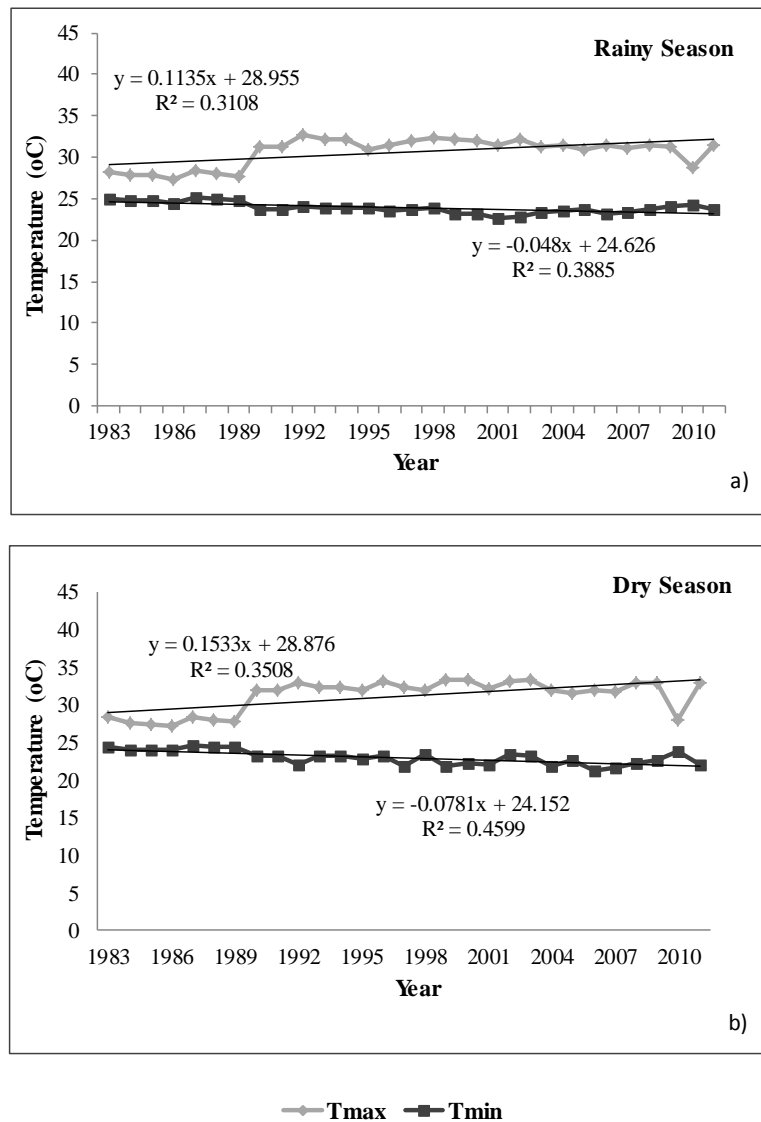 Rainy Season
45
40
35
30
25
20
15
10
5
0
Temperature (oC)
y = 0.1135x + 28.955
R² = 0.3108
y = -0.048x + 24.626
R² = 0.3885
1983 1986 1989 1992 1995 1998 2001 2004 2007 2010
Year
a)
Dry Season
45
40
35
30
25
20
15
10
5
0
Temperature (oC)
y = 0.1533x + 28.876
R² = 0.3508
y = -0.0781x + 24.152
R² = 0.4599
1983 1986 1989 1992 1995 1998 2001 2004 2007 2010
Year
b)
Tmax Tmin